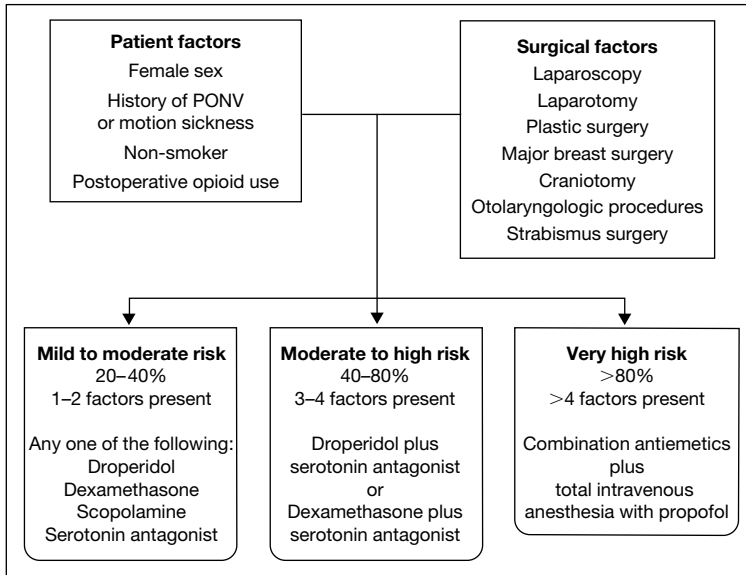 Patient factors
Female sex
History of PONV
or motion sickness
Non-smoker
Postoperative opioid use
Surgical factors
Laparoscopy
Laparotomy
Plastic surgery
Major breast surgery
Craniotomy
Otolaryngologic procedures
Strabismus surgery
Mild to moderate risk
20–40%
1–2 factors present
Any one of the following:
Droperidol
Dexamethasone
Scopolamine
Serotonin antagonist
Moderate to high risk
40–80%
3–4 factors present
Droperidol plus
serotonin antagonist
or
Dexamethasone plus
serotonin antagonist
Very high risk
>80%
>4 factors present
Combination antiemetics
plus
total intravenous
anesthesia with propofol